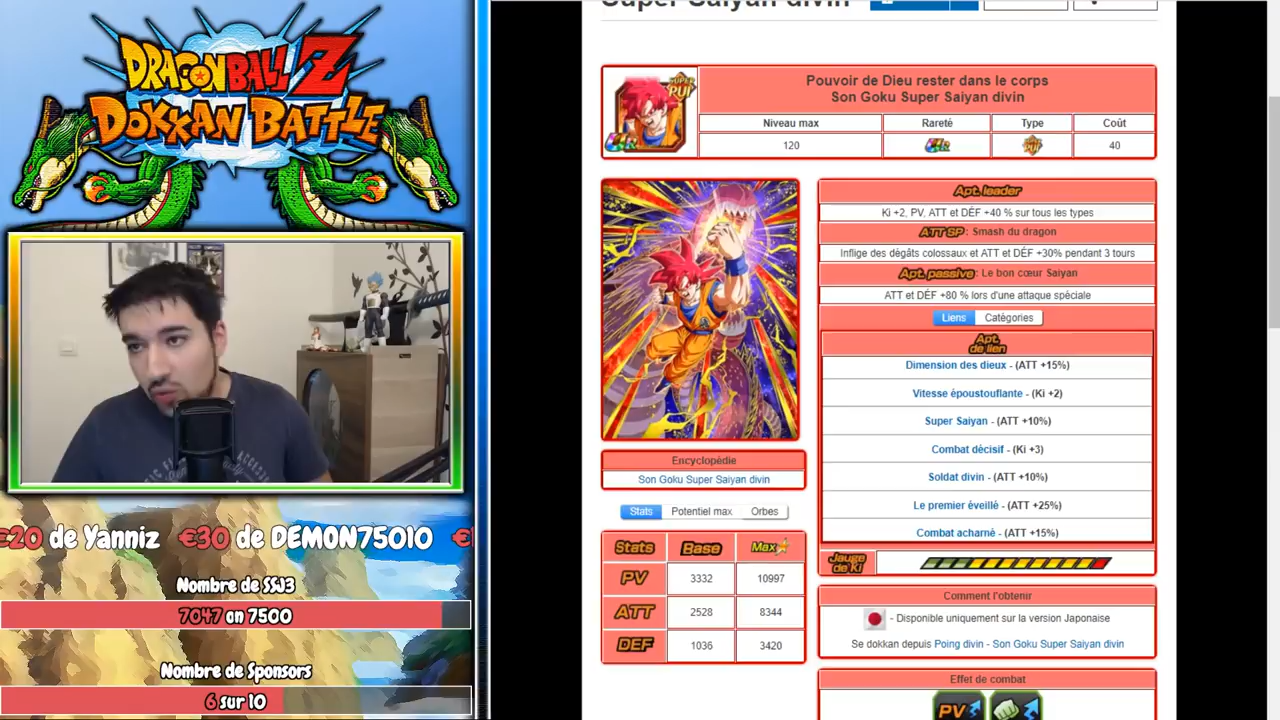 DRAGONBALL Z
DOKKAN BATTLE
€20 de Yanniz €30 de DEMON75010
Nombre de SSJ3
7047 on 7500
Nombre de Sponsors
6 sur 10
Super Saiyan divin
SUPER
PUI
Pouvoir de Dieu rester dans le corps
Son Goku Super Saiyan divin
Niveau max Rareté Type Coût
120 UR PUI 40
Apt. leader
Ki +2, PV, ATT et DÉF +40 % sur tous les types
ATT SP : Smash du dragon
Inflige des dégâts colossaux et ATT et DÉF +30% pendant 3 tours
Apt. passive : Le bon cœur Saiyan
ATT et DÉF +80 % lors d'une attaque spéciale
Liens Catégories
Apt. de lien
Dimension des dieux - (ATT +15%)
Vitesse époustouflante - (Ki +2)
Super Saiyan - (ATT +10%)
Combat décisif - (Ki +3)
Soldat divin - (ATT +10%)
Le premier éveillé - (ATT +25%)
Combat acharné - (ATT +15%)
Jauge de Ki
Encyclopédie
Son Goku Super Saiyan divin
Stats Potentiel max Orbes
Stats Base Max
PV 3332 10997
ATT 2528 8344
DEF 1036 3420
Comment l'obtenir
- Disponible uniquement sur la version Japonaise
Se dokkan depuis Poing divin - Son Goku Super Saiyan divin
Effet de combat
PV